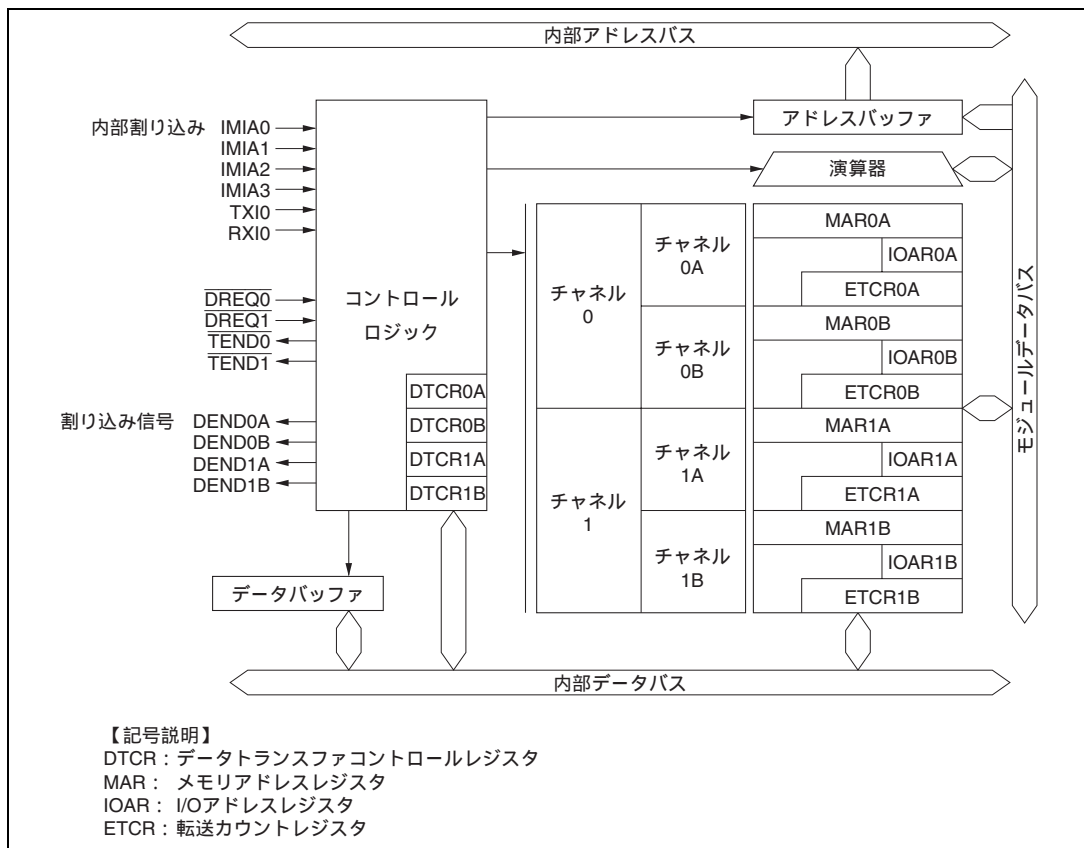 内部アドレスバス
アドレスバッファ
内部割り込み IMIA0
IMIA1
IMIA2
IMIA3
TXI0
RXI0
演算器
モジュールデータバス
DREQ0
DREQ1
TEND0
TEND1
コントロール
ロジック
割り込み信号 DEND0A
DEND0B
DEND1A
DEND1B
DTCR0A
DTCR0B
DTCR1A
DTCR1B
チャネル
0
チャネル
1
チャネル
0A
チャネル
0B
チャネル
1A
チャネル
1B
MAR0A
IOAR0A
ETCR0A
MAR0B
IOAR0B
ETCR0B
MAR1A
IOAR1A
ETCR1A
MAR1B
IOAR1B
ETCR1B
データバッファ
内部データバス
【記号説明】
DTCR : データトランスファコントロールレジスタ
MAR : メモリアドレスレジスタ
IOAR : I/Oアドレスレジスタ
ETCR : 転送カウントレジスタ